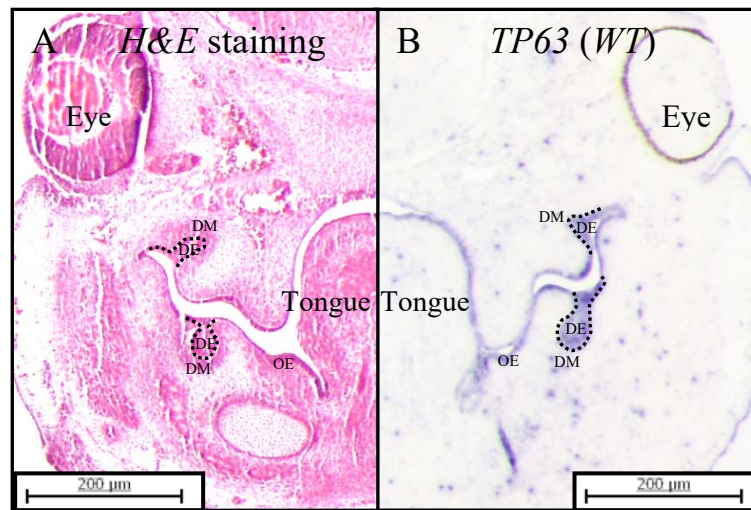 A H&E staining
Eye
DM
DE
Tongue
DE
DM
OE
200 µm
B TP63 (WT)
Eye
DM
DE
Tongue
DE
OE
DM
200 µm